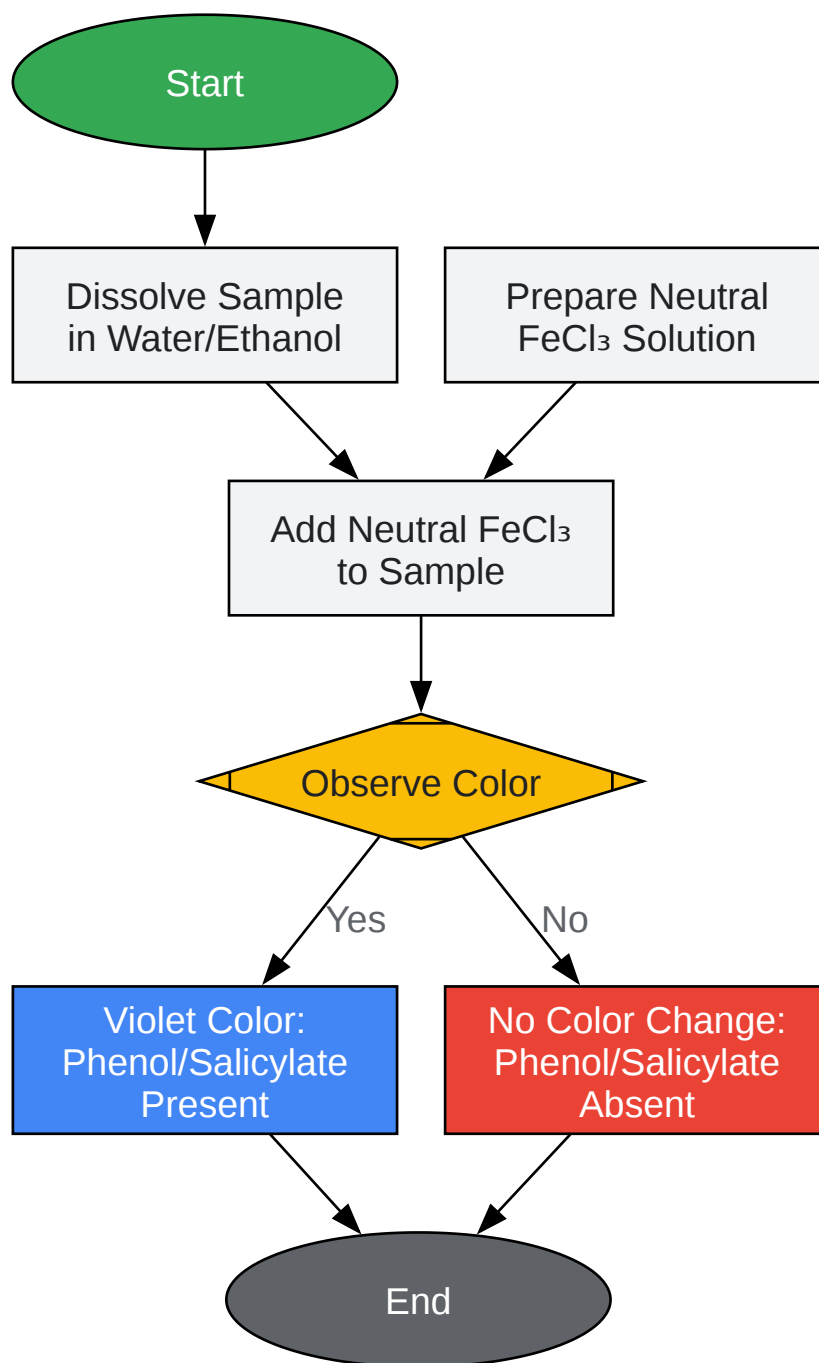 Start
Dissolve Sample
in Water/Ethanol
Prepare Neutral
FeCl₃ Solution
Add Neutral FeCl₃
to Sample
Observe Color
Yes
No
Violet Color:
Phenol/Salicylate
Present
No Color Change:
Phenol/Salicylate
Absent
End